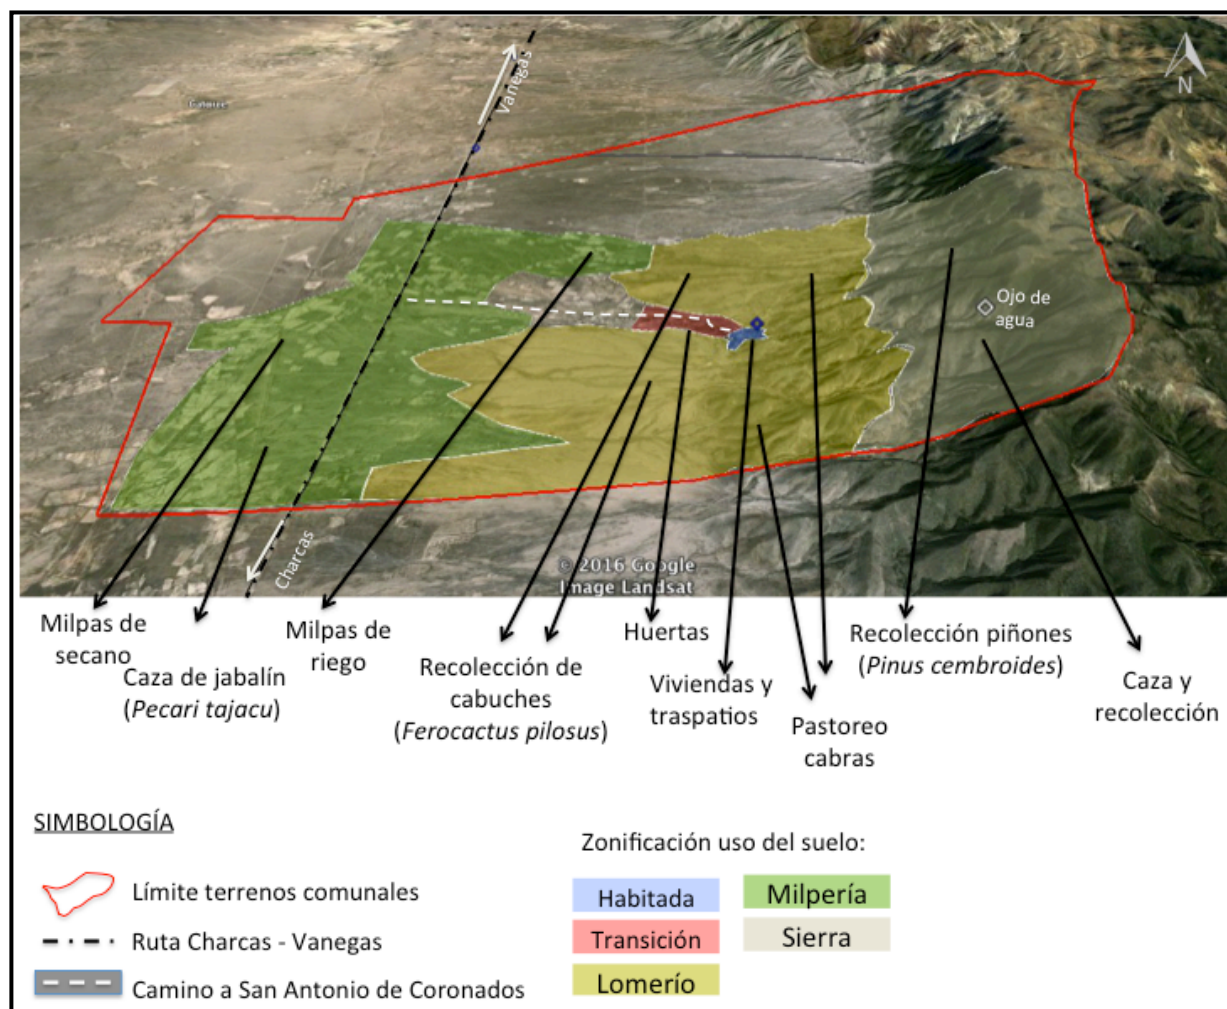 N
Vanegas
Ojo de
agua
Charcas
© 2016 Google
Image Landsat
Milpas de
secano
Caza de jabalín
(Pecari tajacu)
Milpas de
riego
Recolección de
cabuches
(Ferocactus pilosus)
Huertas
Viviendas y
traspatios
Pastoreo
cabras
Recolección piñones
(Pinus cembroides)
Caza y
recolección
SIMBOLOGÍA
Límite terrenos comunales
Ruta Charcas - Vanegas
Camino a San Antonio de Coronados
Zonificación uso del suelo:
Habitada
Milpería
Transición
Sierra
Lomerío